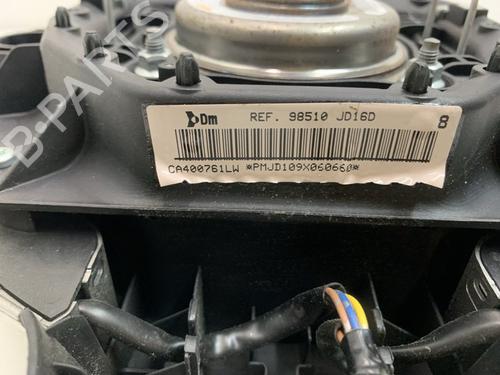 Dm REF. 98510 JD16D 8
CA400761LW *PMJD109X060660*
B-PARTS